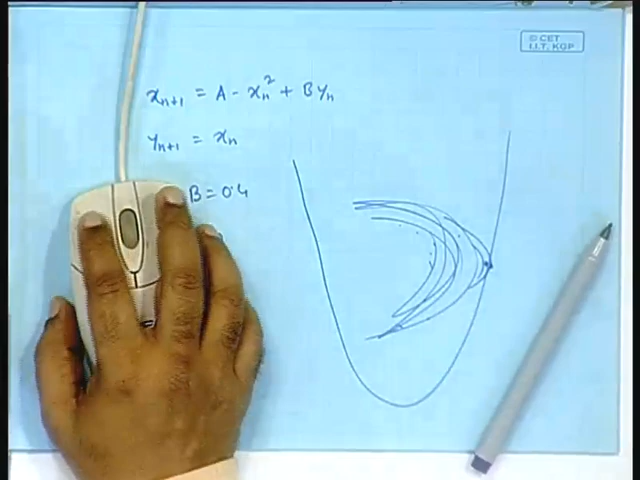 © CET
I.I.T. KGP
xₙ₊₁ = A - xₙ² + Byₙ
yₙ₊₁ = xₙ
B = 0.4